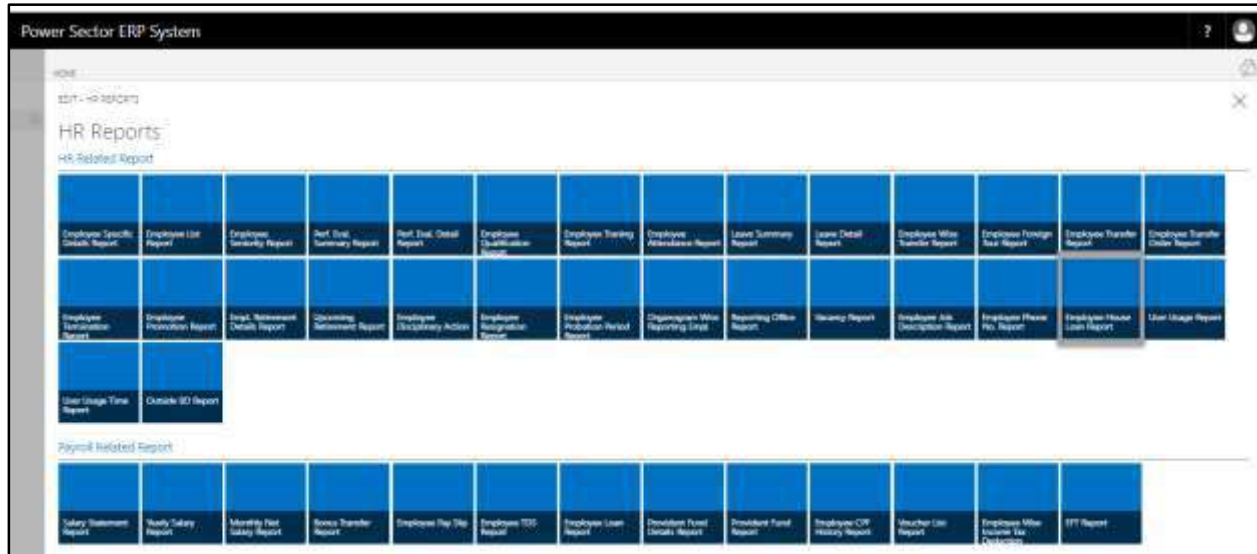 Power Sector ERP System ?
HOME
EDIT - HR REPORTS
HR Reports
HR Related Report
Employee Specific Details Report
Employee List Report
Employee Seniority Report
Perf. Eval. Summary Report
Perf. Eval. Detail Report
Employee Qualification Report
Employee Traning Report
Employee Attendance Report
Leave Summary Report
Leave Detail Report
Employee Wise Transfer Report
Employee Foreign Tour Report
Employee Transfer Report
Employee Transfer Order Report
Employee Termination Report
Employee Promotion Report
Empl. Retirement Details Report
Upcoming Retirement Report
Employee Disciplinary Action
Employee Resignation Report
Employee Probation Period Report
Organogram Wise Reporting Empl
Reporting Office Report
Vacancy Report
Employee Job Description Report
Employee Phone No. Report
Employee House Loan Report
User Usage Report
User Usage Time Report
Outside BD Report
Payroll Related Report
Salary Statement Report
Yearly Salary Report
Monthly Net Salary Report
Bonus Transfer Report
Employee Pay Slip
Employee TDS Report
Employee Loan Report
Provident Fund Details Report
Provident Fund Report
Employee CPF History Report
Voucher List Report
Employee Wise Income Tax Deduction
EFT Report